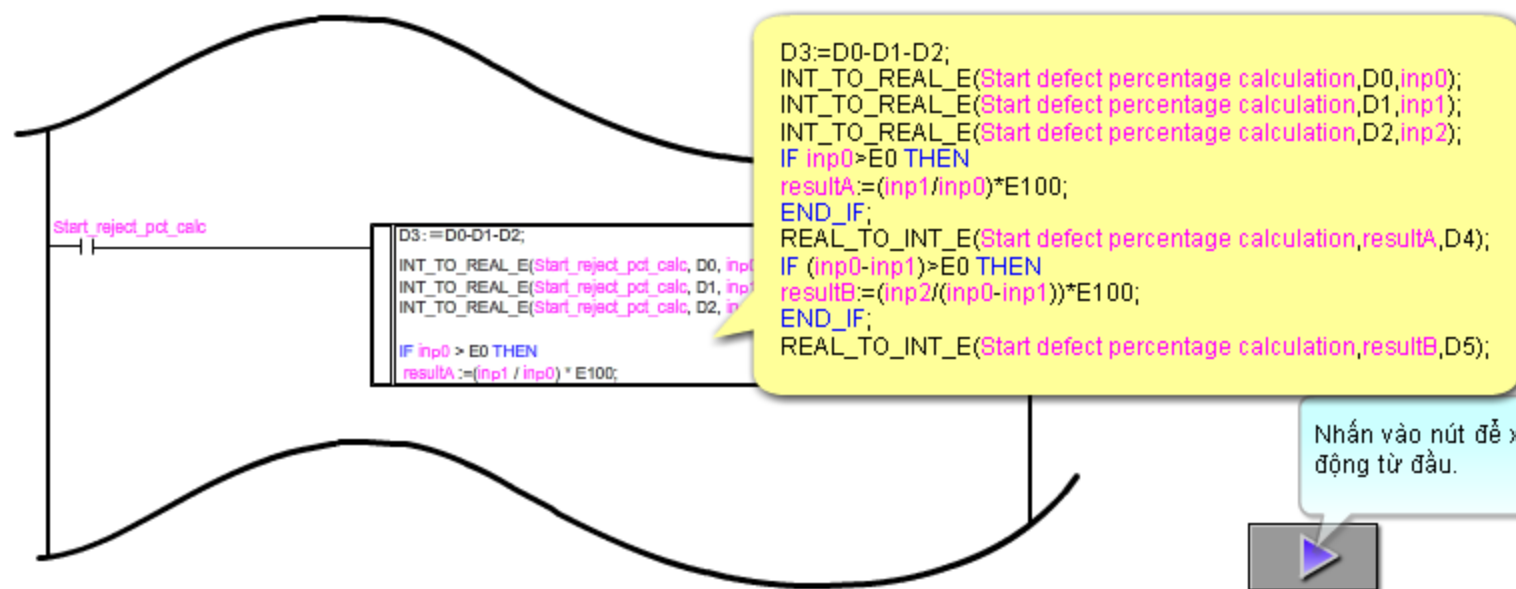 D3:=D0-D1-D2;
INT_TO_REAL_E(Start defect percentage calculation,D0,inp0);
INT_TO_REAL_E(Start defect percentage calculation,D1,inp1);
INT_TO_REAL_E(Start defect percentage calculation,D2,inp2);
IF inp0>E0 THEN
resultA:=(inp1/inp0)*E100;
END_IF;
REAL_TO_INT_E(Start defect percentage calculation,resultA,D4);
IF (inp0-inp1)>E0 THEN
resultB:=(inp2/(inp0-inp1))*E100;
END_IF;
REAL_TO_INT_E(Start defect percentage calculation,resultB,D5);
Start_reject_pct_calc
D3:=D0-D1-D2;
INT_TO_REAL_E(Start_reject_pct_calc, D0,
INT_TO_REAL_E(Start_reject_pct_calc, D1,
INT_TO_REAL_E(Start_reject_pct_calc, D2,
IF inp0 > E0 THEN
resultA :=(inp1 / inp0) * E100;
Nhấn vào nút để
động từ đầu.